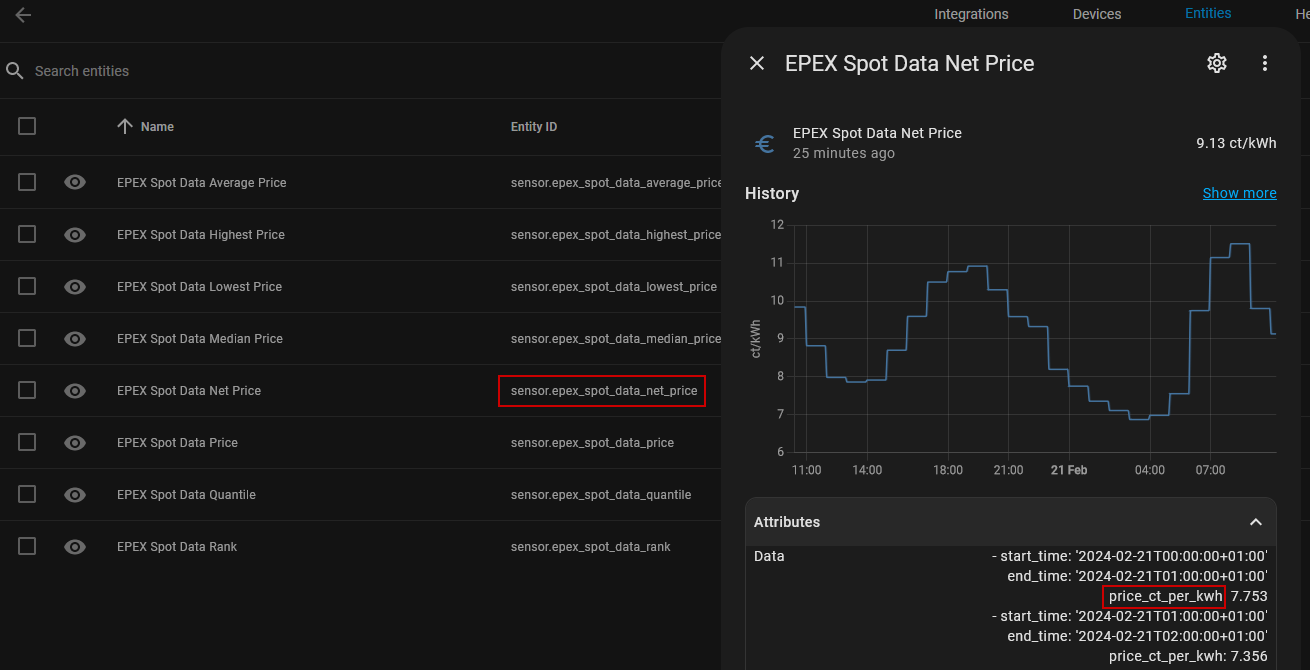 Integrations Devices Entities He
Search entities
Name Entity ID
EPEX Spot Data Average Price sensor.epex_spot_data_average_price
EPEX Spot Data Highest Price sensor.epex_spot_data_highest_price
EPEX Spot Data Lowest Price sensor.epex_spot_data_lowest_price
EPEX Spot Data Median Price sensor.epex_spot_data_median_price
EPEX Spot Data Net Price sensor.epex_spot_data_net_price
EPEX Spot Data Price sensor.epex_spot_data_price
EPEX Spot Data Quantile sensor.epex_spot_data_quantile
EPEX Spot Data Rank sensor.epex_spot_data_rank
EPEX Spot Data Net Price
€ EPEX Spot Data Net Price 9.13 ct/kWh
25 minutes ago
History Show more
ct/kWh
12
11
10
9
8
7
6
11:00 14:00 18:00 21:00 21 Feb 04:00 07:00
Attributes
Data - start_time: '2024-02-21T00:00:00+01:00'
end_time: '2024-02-21T01:00:00+01:00'
price_ct_per_kwh 7.753
- start_time: '2024-02-21T01:00:00+01:00'
end_time: '2024-02-21T02:00:00+01:00'
price_ct_per_kwh: 7.356